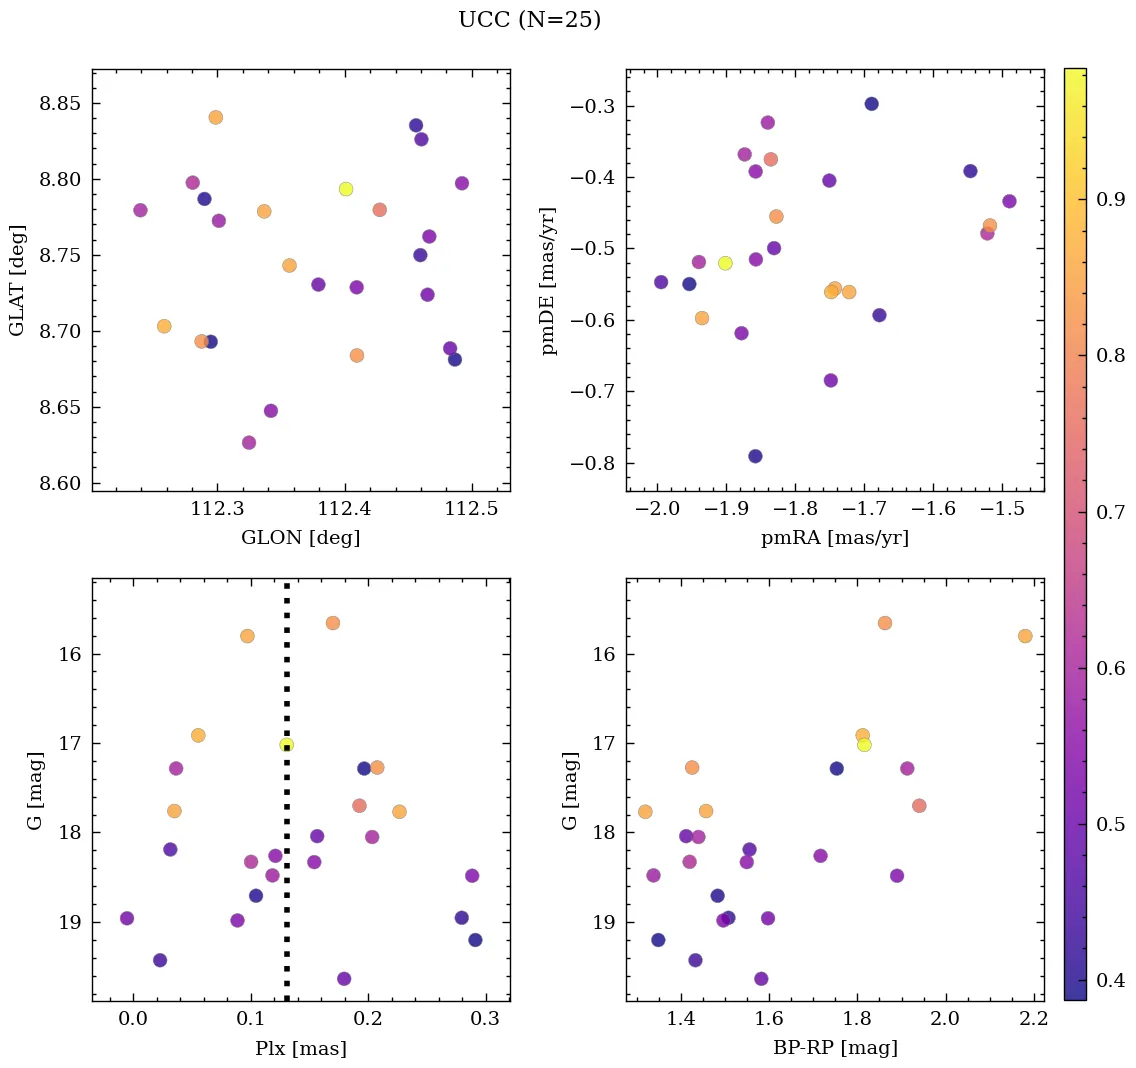 UCC (N=25)
8.85
8.80
8.75
8.70
8.65
8.60
GLAT [deg]
112.3 112.4 112.5
GLON [deg]
−0.3
−0.4
−0.5
−0.6
−0.7
−0.8
pmDE [mas/yr]
−2.0 −1.9 −1.8 −1.7 −1.6 −1.5
pmRA [mas/yr]
16
17
18
19
G [mag]
0.0 0.1 0.2 0.3
Plx [mas]
16
17
18
19
G [mag]
1.4 1.6 1.8 2.0 2.2
BP-RP [mag]
0.9
0.8
0.7
0.6
0.5
0.4